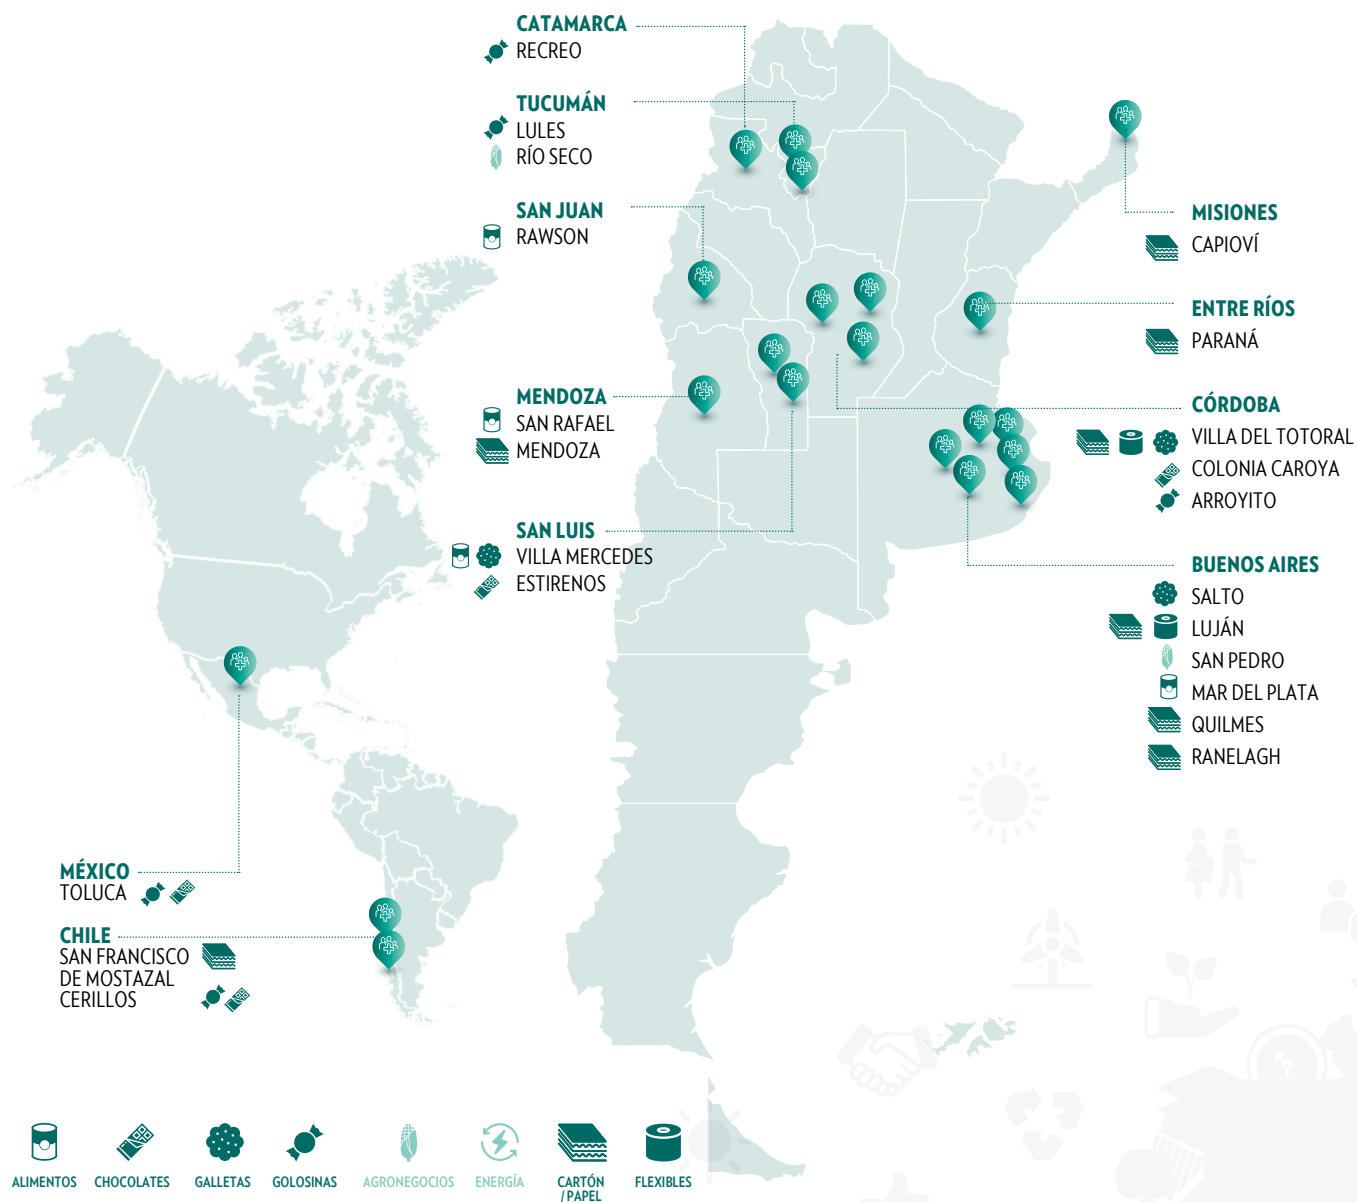 CATAMARCA
RECREO
TUCUMÁN
LULES
RÍO SECO
SAN JUAN
RAWSON
MENDOZA
SAN RAFAEL
MENDOZA
SAN LUIS
VILLA MERCEDES
ESTIRENOS
MISIONES
CAPIOVÍ
ENTRE RÍOS
PARANÁ
CÓRDOBA
VILLA DEL TOTORAL
COLONIA CAROYA
ARROYITO
BUENOS AIRES
SALTO
LUJÁN
SAN PEDRO
MAR DEL PLATA
QUILMES
RANELAGH
MÉXICO
TOLUCA
CHILE
SAN FRANCISCO
DE MOSTAZAL
CERILLOS
ALIMENTOS
CHOCOLATES
GALLETAS
GOLOSINAS
AGRONEGOCIOS
ENERGÍA
CARTÓN
/PAPEL
FLEXIBLES